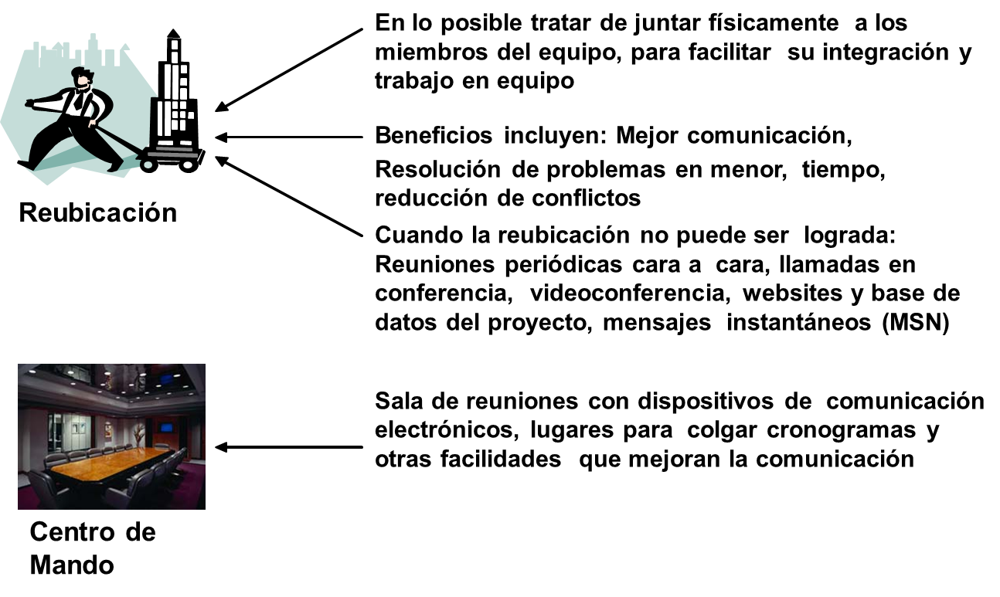 En lo posible tratar de juntar físicamente a los
miembros del equipo, para facilitar su integración y
trabajo en equipo
Beneficios incluyen: Mejor comunicación,
Resolución de problemas en menor, tiempo,
reducción de conflictos
Reubicación
Cuando la reubicación no puede ser lograda:
Reuniones periódicas cara a cara, llamadas en
conferencia, videoconferencia, websites y base de
datos del proyecto, mensajes instantáneos (MSN)
Sala de reuniones con dispositivos de comunicación
electrónicos, lugares para colgar cronogramas y
otras facilidades que mejoran la comunicación
Centro de
Mando